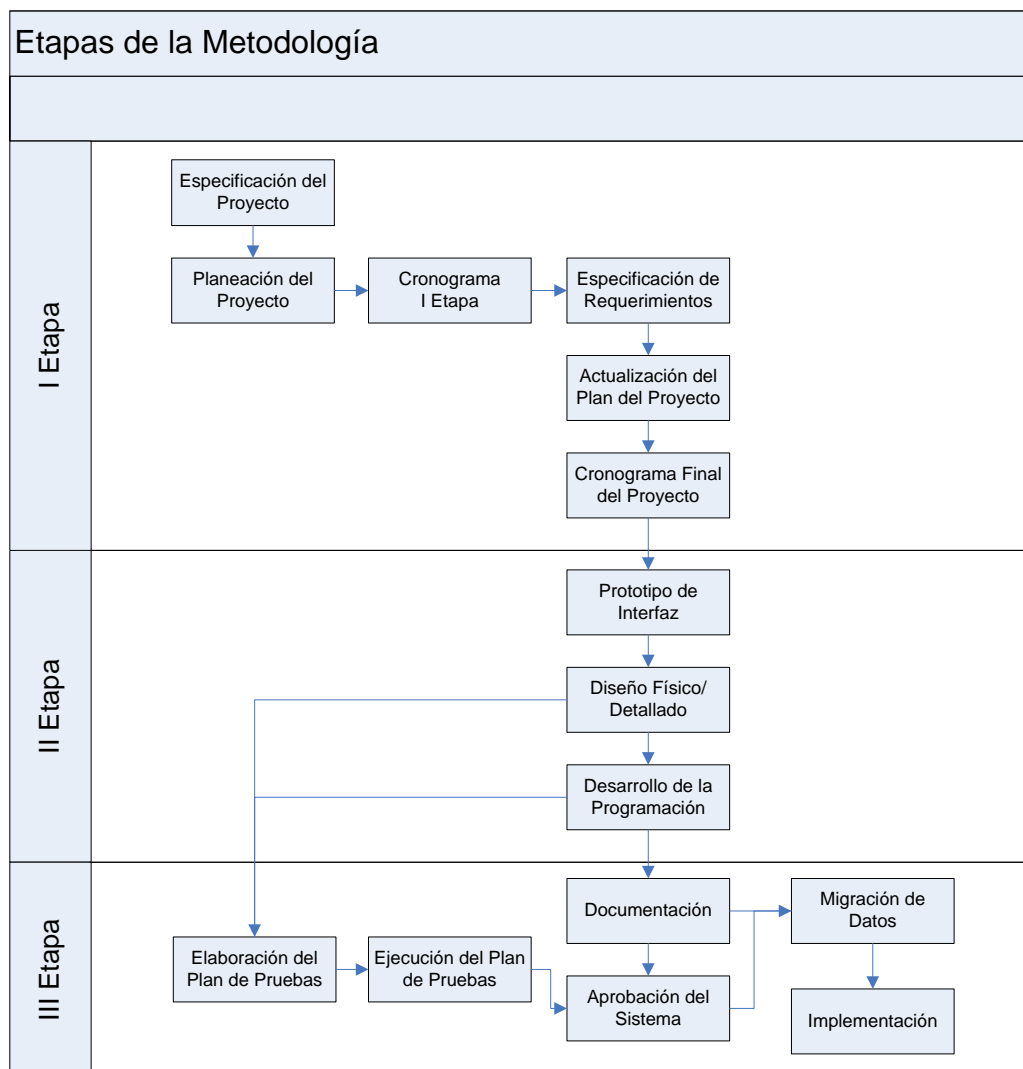 Etapas de la Metodología
I Etapa
Especificación del
Proyecto
Planeación del
Proyecto
Cronograma
I Etapa
Especificación de
Requerimientos
Actualización del
Plan del Proyecto
Cronograma Final
del Proyecto
II Etapa
Prototipo de
Interfaz
Diseño Físico/
Detallado
Desarrollo de la
Programación
III Etapa
Documentación
Migración de
Datos
Elaboración del
Plan de Pruebas
Ejecución del Plan
de Pruebas
Aprobación del
Sistema
Implementación